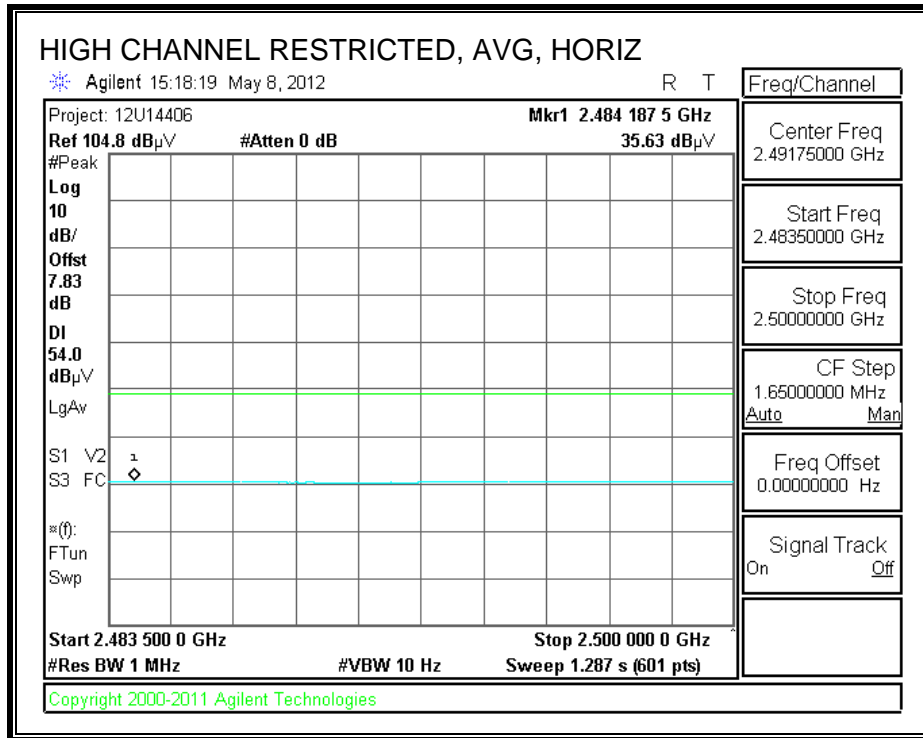 HIGH CHANNEL RESTRICTED, AVG, HORIZ
Agilent 15:18:19 May 8, 2012 R T
Project: 12U14406 Mkr1 2.484 187 5 GHz
Ref 104.8 dBµV #Atten 0 dB 35.63 dBµV
#Peak
Log
10
dB/
Offst
7.83
dB
DI
54.0
dBµV
LgAv
S1 V2
S3 FC
1
¤(f):
FTun
Swp
Start 2.483 500 0 GHz Stop 2.500 000 0 GHz
#Res BW 1 MHz #VBW 10 Hz Sweep 1.287 s (601 pts)
Copyright 2000-2011 Agilent Technologies
Freq/Channel
Center Freq
2.49175000 GHz
Start Freq
2.48350000 GHz
Stop Freq
2.50000000 GHz
CF Step
1.65000000 MHz
Auto Man
Freq Offset
0.00000000 Hz
Signal Track
On Off